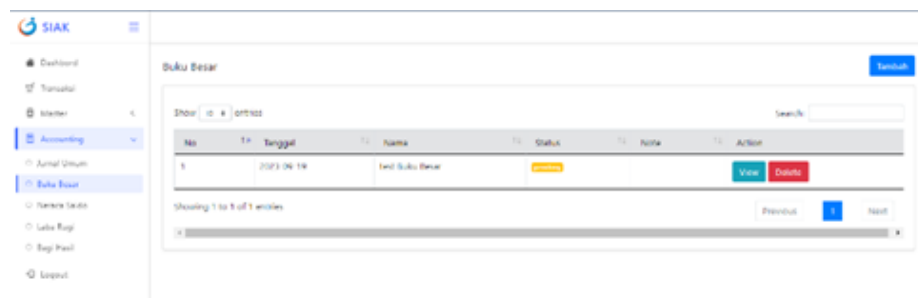 SIAK
Dashboard
Transaksi
Master
Accounting
Jurnal Umum
Buku Besar
Neraca Saldo
Laba Rugi
Bagi Hasil
Logout
Buku Besar
Tambah
Show 10 entries
Search:
No Tanggal Nama Status Note Action
1 2023-06-19 test Buku Besar pending View Delete
Showing 1 to 1 of 1 entries
Previous 1 Next